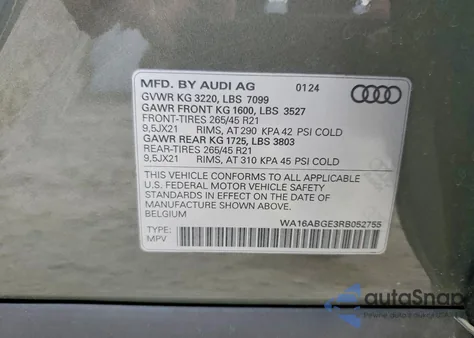 MFD. BY AUDI AG 0124
GVWR KG 3220, LBS 7099
GAWR FRONT KG 1600, LBS 3527
FRONT-TIRES 265/45 R21
9,5JX21 RIMS, AT 290 KPA 42 PSI COLD
GAWR REAR KG 1725, LBS 3803
REAR-TIRES 265/45 R21
9,5JX21 RIMS, AT 310 KPA 45 PSI COLD
THIS VEHICLE CONFORMS TO ALL APPLICABLE
U.S. FEDERAL MOTOR VEHICLE SAFETY
STANDARDS IN EFFECT ON THE DATE OF
MANUFACTURE SHOWN ABOVE.
BELGIUM WA16ABGE3RB052755
TYPE:
MPV
autoSnap